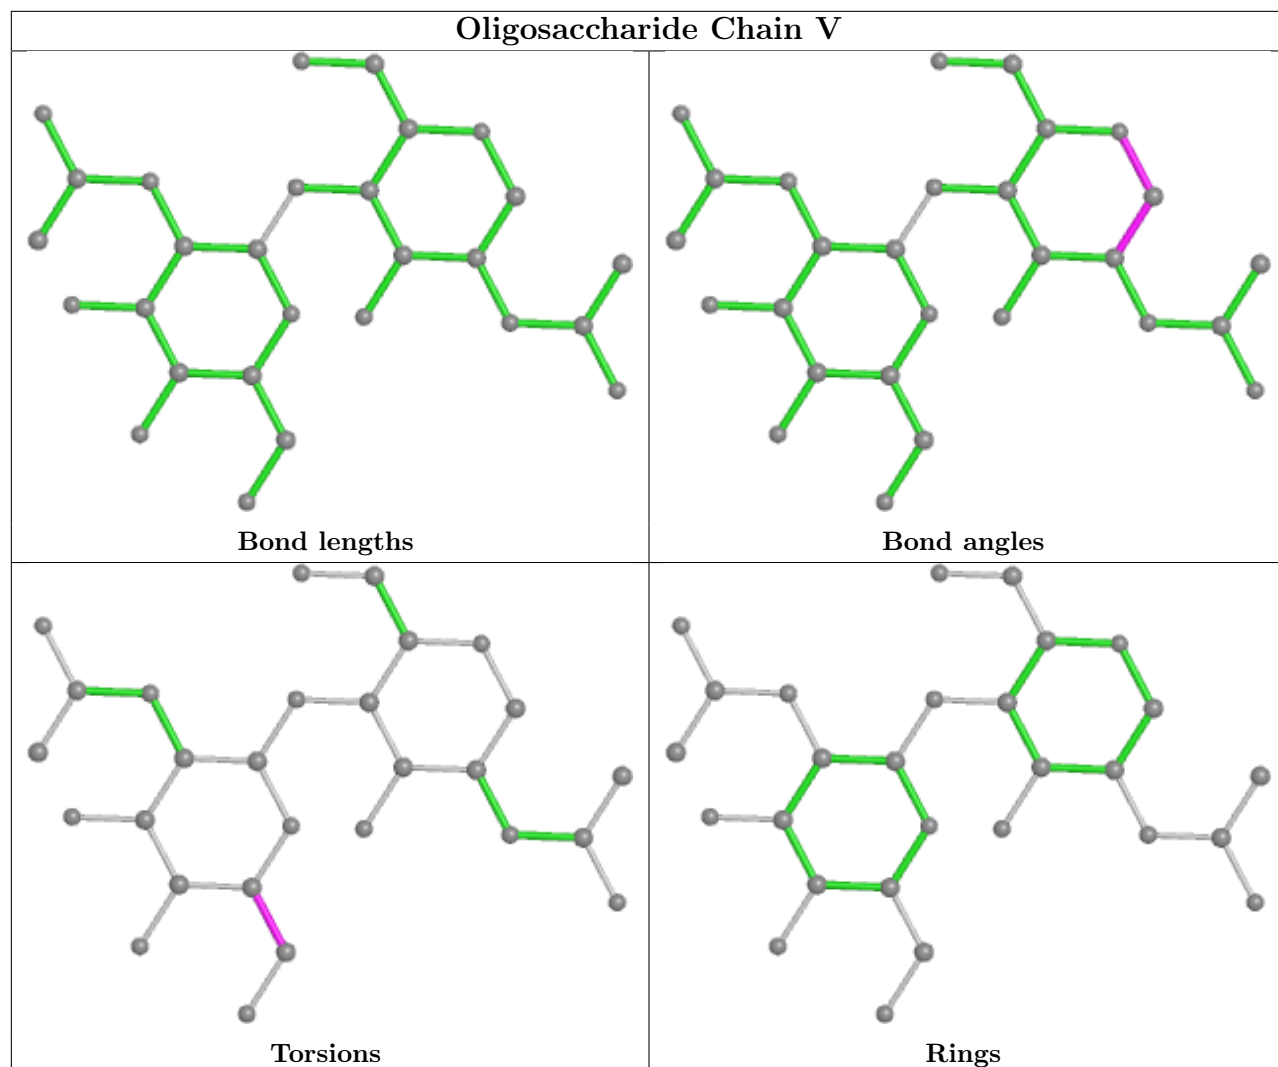 Oligosaccharide Chain V
Bond lengths
Bond angles
Torsions
Rings